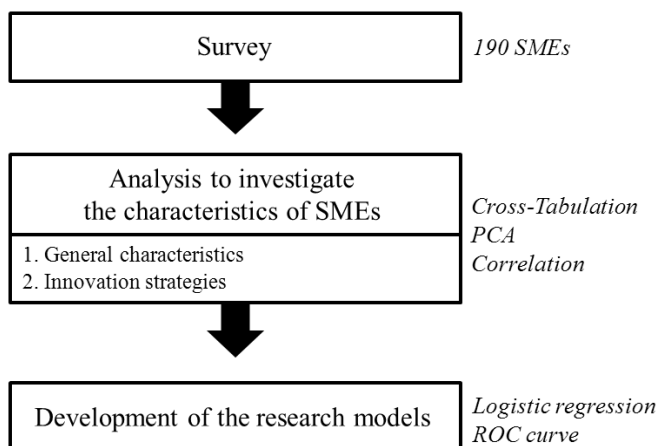 Survey
190 SMEs
Analysis to investigate
the characteristics of SMEs
1. General characteristics
2. Innovation strategies
Cross-Tabulation
PCA
Correlation
Development of the research models
Logistic regression
ROC curve